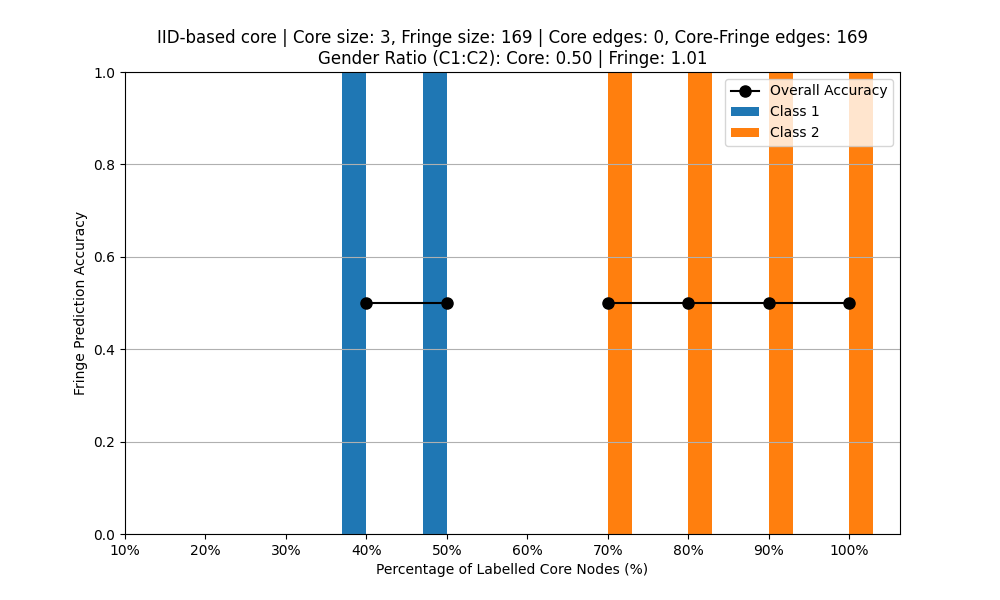 IID-based core | Core size: 3, Fringe size: 169 | Core edges: 0, Core-Fringe edges: 169
Gender Ratio (C1:C2): Core: 0.50 | Fringe: 1.01
Overall Accuracy
Class 1
Class 2
1.0
0.8
0.6
0.4
0.2
0.0
Fringe Prediction Accuracy
10% 20% 30% 40% 50% 60% 70% 80% 90% 100%
Percentage of Labelled Core Nodes (%)